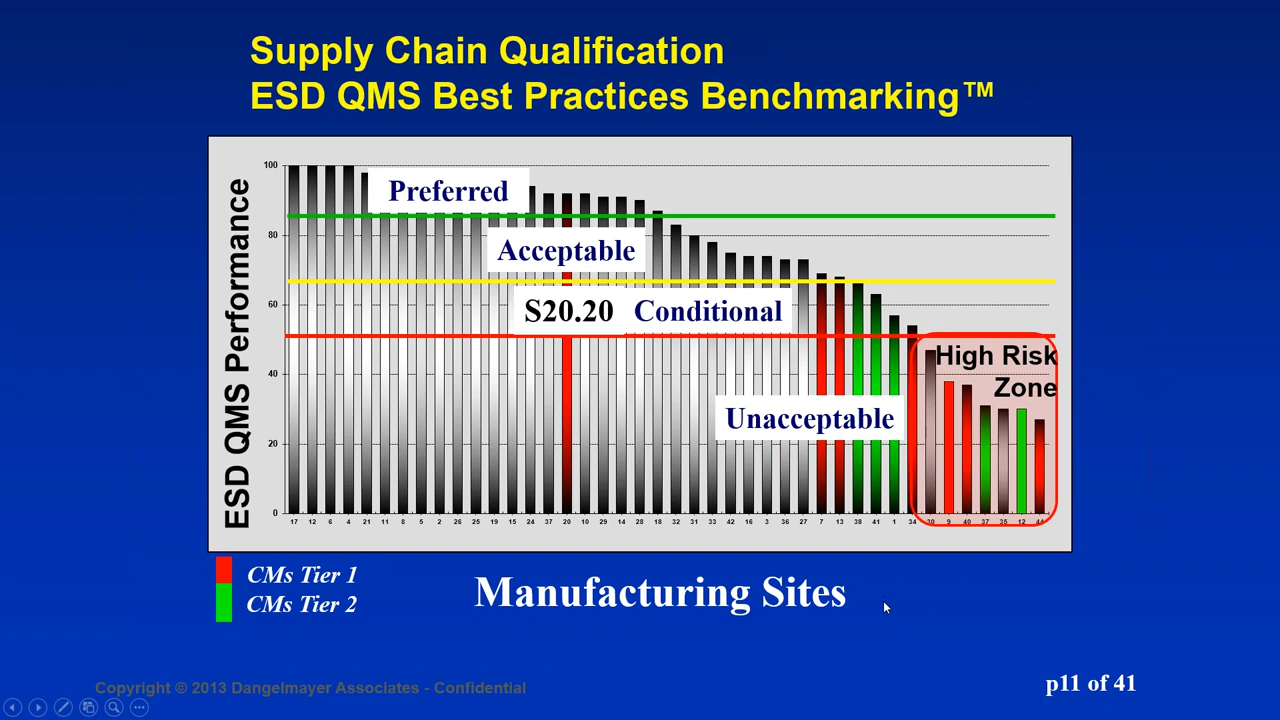 Supply Chain Qualification
ESD QMS Best Practices Benchmarking™
ESD QMS Performance
100
80
60
40
20
0
Preferred
Acceptable
S20.20 Conditional
High Risk
Zone
Unacceptable
17 12 6 4 21 11 8 5 2 26 25 19 15 24 37 20 10 29 14 28 18 32 31 33 42 16 3 36 27 7 13 38 41 1 34 30 9 40 37 35 12 44
CMs Tier 1
CMs Tier 2
Manufacturing Sites
Copyright © 2013 Dangelmayer Associates - Confidential
p11 of 41